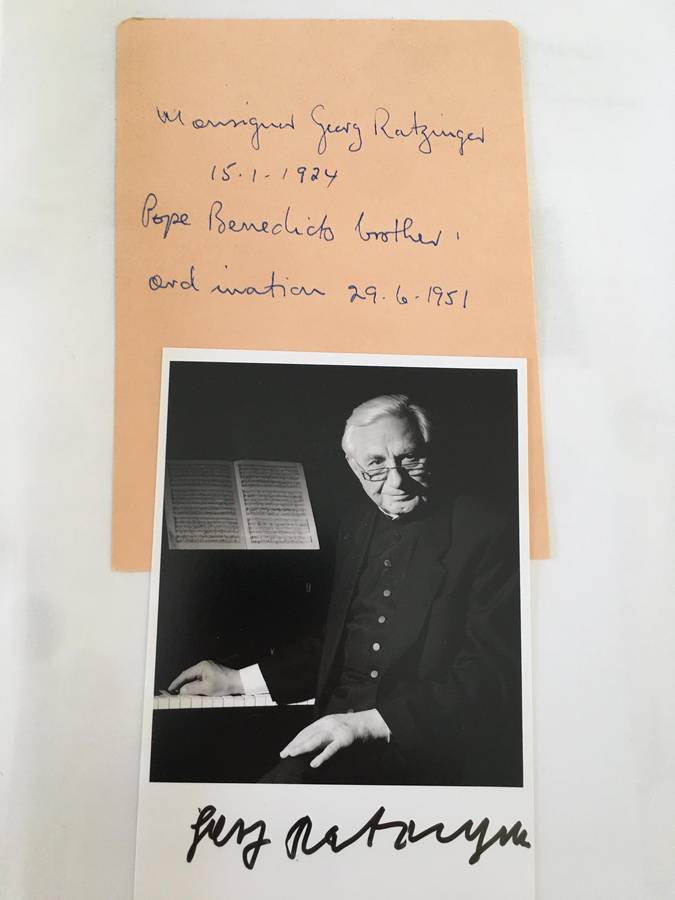 Monsignor Georg Ratzinger
15.1.1924
Pope Benedicts brother.
ordination 29.6.1951
Georg Ratzinger